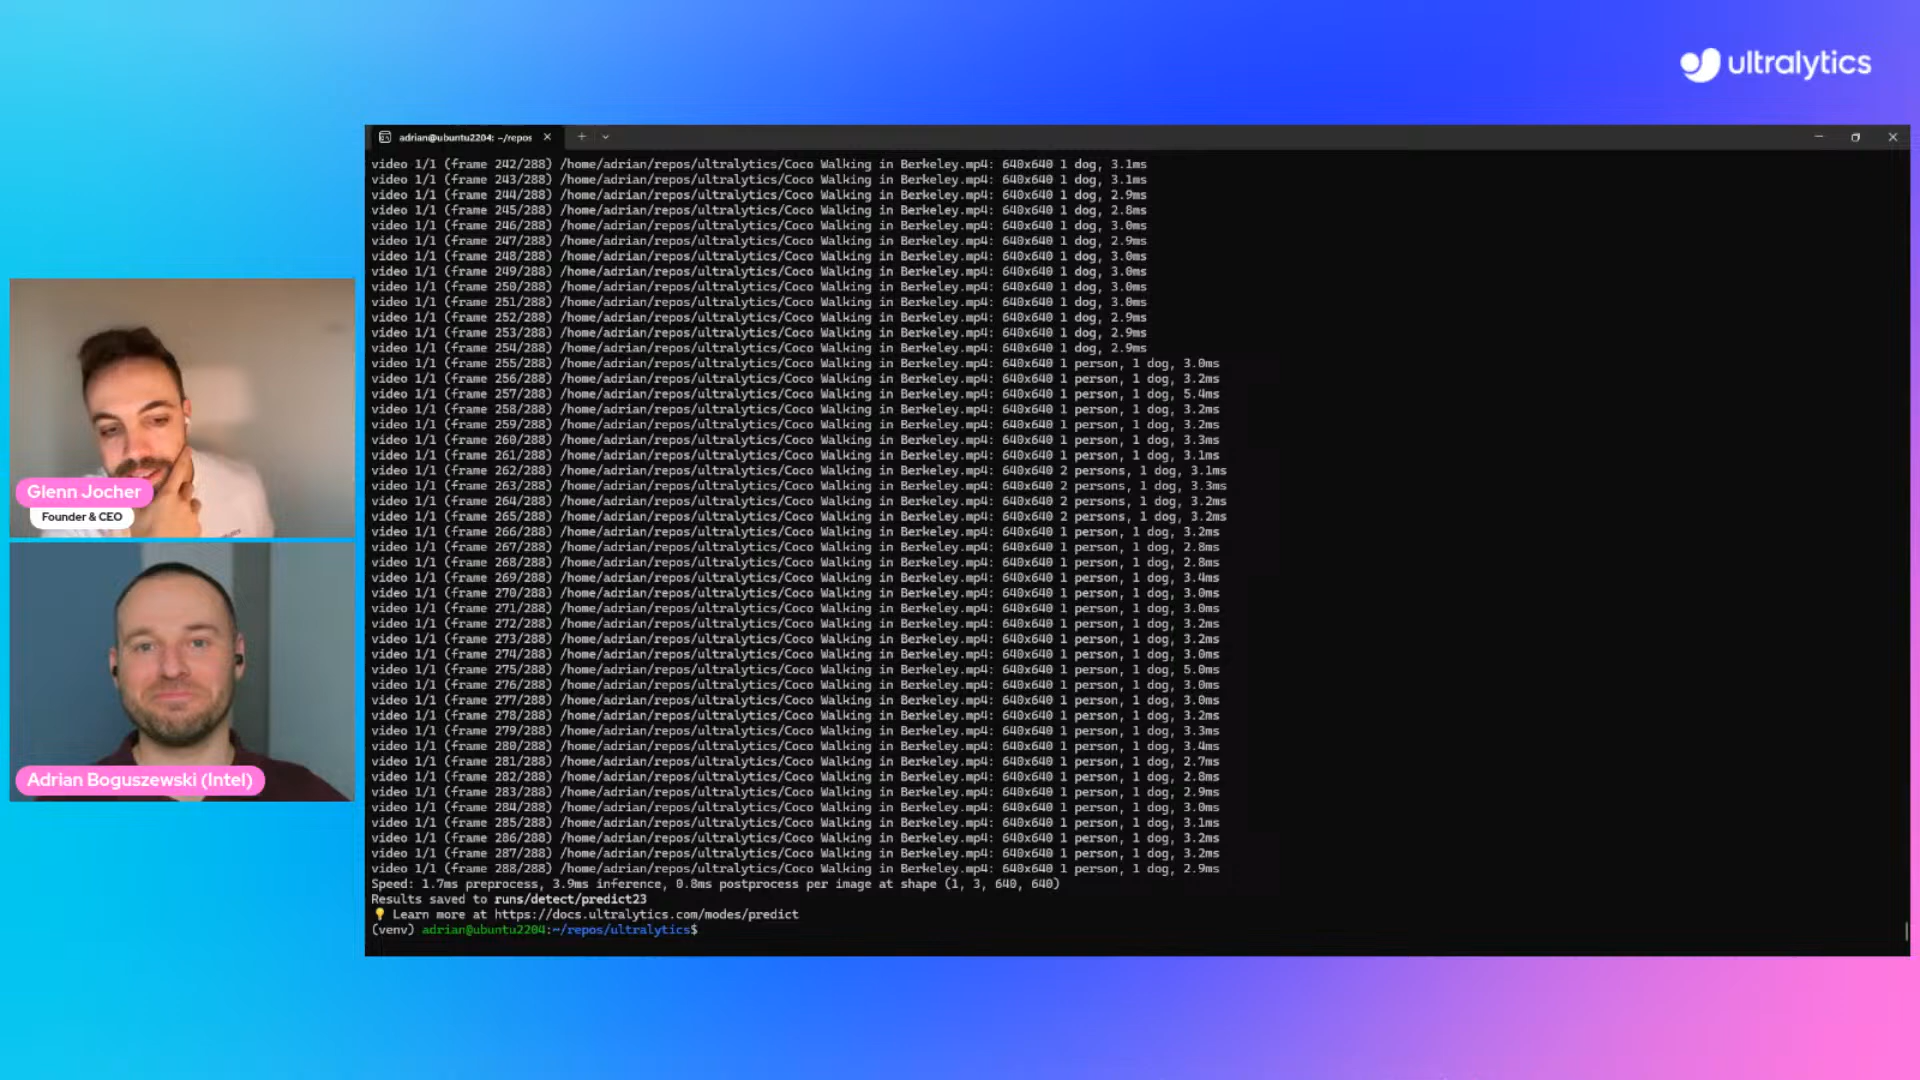 ultralytics
adrian@ubuntu2204: ~/repos
video 1/1 (frame 242/288) /home/adrian/repos/ultralytics/Coco Walking in Berkeley.mp4: 640x640 1 dog, 3.1ms
video 1/1 (frame 243/288) /home/adrian/repos/ultralytics/Coco Walking in Berkeley.mp4: 640x640 1 dog, 3.1ms
video 1/1 (frame 244/288) /home/adrian/repos/ultralytics/Coco Walking in Berkeley.mp4: 640x640 1 dog, 2.9ms
video 1/1 (frame 245/288) /home/adrian/repos/ultralytics/Coco Walking in Berkeley.mp4: 640x640 1 dog, 2.8ms
video 1/1 (frame 246/288) /home/adrian/repos/ultralytics/Coco Walking in Berkeley.mp4: 640x640 1 dog, 3.0ms
video 1/1 (frame 247/288) /home/adrian/repos/ultralytics/Coco Walking in Berkeley.mp4: 640x640 1 dog, 2.9ms
video 1/1 (frame 248/288) /home/adrian/repos/ultralytics/Coco Walking in Berkeley.mp4: 640x640 1 dog, 3.0ms
video 1/1 (frame 249/288) /home/adrian/repos/ultralytics/Coco Walking in Berkeley.mp4: 640x640 1 dog, 3.0ms
video 1/1 (frame 250/288) /home/adrian/repos/ultralytics/Coco Walking in Berkeley.mp4: 640x640 1 dog, 3.0ms
video 1/1 (frame 251/288) /home/adrian/repos/ultralytics/Coco Walking in Berkeley.mp4: 640x640 1 dog, 3.0ms
video 1/1 (frame 252/288) /home/adrian/repos/ultralytics/Coco Walking in Berkeley.mp4: 640x640 1 dog, 2.9ms
video 1/1 (frame 253/288) /home/adrian/repos/ultralytics/Coco Walking in Berkeley.mp4: 640x640 1 dog, 2.9ms
video 1/1 (frame 254/288) /home/adrian/repos/ultralytics/Coco Walking in Berkeley.mp4: 640x640 1 dog, 2.9ms
video 1/1 (frame 255/288) /home/adrian/repos/ultralytics/Coco Walking in Berkeley.mp4: 640x640 1 person, 1 dog, 3.0ms
video 1/1 (frame 256/288) /home/adrian/repos/ultralytics/Coco Walking in Berkeley.mp4: 640x640 1 person, 1 dog, 3.2ms
video 1/1 (frame 257/288) /home/adrian/repos/ultralytics/Coco Walking in Berkeley.mp4: 640x640 1 person, 1 dog, 5.4ms
video 1/1 (frame 258/288) /home/adrian/repos/ultralytics/Coco Walking in Berkeley.mp4: 640x640 1 person, 1 dog, 3.2ms
video 1/1 (frame 259/288) /home/adrian/repos/ultralytics/Coco Walking in Berkeley.mp4: 640x640 1 person, 1 dog, 3.2ms
video 1/1 (frame 260/288) /home/adrian/repos/ultralytics/Coco Walking in Berkeley.mp4: 640x640 1 person, 1 dog, 3.3ms
video 1/1 (frame 261/288) /home/adrian/repos/ultralytics/Coco Walking in Berkeley.mp4: 640x640 1 person, 1 dog, 3.1ms
video 1/1 (frame 262/288) /home/adrian/repos/ultralytics/Coco Walking in Berkeley.mp4: 640x640 2 persons, 1 dog, 3.1ms
video 1/1 (frame 263/288) /home/adrian/repos/ultralytics/Coco Walking in Berkeley.mp4: 640x640 2 persons, 1 dog, 3.3ms
video 1/1 (frame 264/288) /home/adrian/repos/ultralytics/Coco Walking in Berkeley.mp4: 640x640 2 persons, 1 dog, 3.2ms
video 1/1 (frame 265/288) /home/adrian/repos/ultralytics/Coco Walking in Berkeley.mp4: 640x640 2 persons, 1 dog, 3.2ms
video 1/1 (frame 266/288) /home/adrian/repos/ultralytics/Coco Walking in Berkeley.mp4: 640x640 1 person, 1 dog, 3.2ms
video 1/1 (frame 267/288) /home/adrian/repos/ultralytics/Coco Walking in Berkeley.mp4: 640x640 1 person, 1 dog, 2.8ms
video 1/1 (frame 268/288) /home/adrian/repos/ultralytics/Coco Walking in Berkeley.mp4: 640x640 1 person, 1 dog, 2.8ms
video 1/1 (frame 269/288) /home/adrian/repos/ultralytics/Coco Walking in Berkeley.mp4: 640x640 1 person, 1 dog, 3.4ms
video 1/1 (frame 270/288) /home/adrian/repos/ultralytics/Coco Walking in Berkeley.mp4: 640x640 1 person, 1 dog, 3.0ms
video 1/1 (frame 271/288) /home/adrian/repos/ultralytics/Coco Walking in Berkeley.mp4: 640x640 1 person, 1 dog, 3.0ms
video 1/1 (frame 272/288) /home/adrian/repos/ultralytics/Coco Walking in Berkeley.mp4: 640x640 1 person, 1 dog, 3.2ms
video 1/1 (frame 273/288) /home/adrian/repos/ultralytics/Coco Walking in Berkeley.mp4: 640x640 1 person, 1 dog, 3.2ms
video 1/1 (frame 274/288) /home/adrian/repos/ultralytics/Coco Walking in Berkeley.mp4: 640x640 1 person, 1 dog, 3.0ms
video 1/1 (frame 275/288) /home/adrian/repos/ultralytics/Coco Walking in Berkeley.mp4: 640x640 1 person, 1 dog, 5.0ms
video 1/1 (frame 276/288) /home/adrian/repos/ultralytics/Coco Walking in Berkeley.mp4: 640x640 1 person, 1 dog, 3.0ms
video 1/1 (frame 277/288) /home/adrian/repos/ultralytics/Coco Walking in Berkeley.mp4: 640x640 1 person, 1 dog, 3.0ms
video 1/1 (frame 278/288) /home/adrian/repos/ultralytics/Coco Walking in Berkeley.mp4: 640x640 1 person, 1 dog, 3.2ms
video 1/1 (frame 279/288) /home/adrian/repos/ultralytics/Coco Walking in Berkeley.mp4: 640x640 1 person, 1 dog, 3.3ms
video 1/1 (frame 280/288) /home/adrian/repos/ultralytics/Coco Walking in Berkeley.mp4: 640x640 1 person, 1 dog, 3.4ms
video 1/1 (frame 281/288) /home/adrian/repos/ultralytics/Coco Walking in Berkeley.mp4: 640x640 1 person, 1 dog, 2.7ms
video 1/1 (frame 282/288) /home/adrian/repos/ultralytics/Coco Walking in Berkeley.mp4: 640x640 1 person, 1 dog, 2.8ms
video 1/1 (frame 283/288) /home/adrian/repos/ultralytics/Coco Walking in Berkeley.mp4: 640x640 1 person, 1 dog, 2.9ms
video 1/1 (frame 284/288) /home/adrian/repos/ultralytics/Coco Walking in Berkeley.mp4: 640x640 1 person, 1 dog, 3.0ms
video 1/1 (frame 285/288) /home/adrian/repos/ultralytics/Coco Walking in Berkeley.mp4: 640x640 1 person, 1 dog, 3.1ms
video 1/1 (frame 286/288) /home/adrian/repos/ultralytics/Coco Walking in Berkeley.mp4: 640x640 1 person, 1 dog, 3.2ms
video 1/1 (frame 287/288) /home/adrian/repos/ultralytics/Coco Walking in Berkeley.mp4: 640x640 1 person, 1 dog, 3.2ms
video 1/1 (frame 288/288) /home/adrian/repos/ultralytics/Coco Walking in Berkeley.mp4: 640x640 1 person, 1 dog, 2.9ms
Speed: 1.7ms preprocess, 3.9ms inference, 0.8ms postprocess per image at shape (1, 3, 640, 640)
Results saved to runs/detect/predict23
💡 Learn more at https://docs.ultralytics.com/modes/predict
(venv) adrian@ubuntu2204:~/repos/ultralytics$
Glenn Jocher
Founder & CEO
Adrian Boguszewski (Intel)